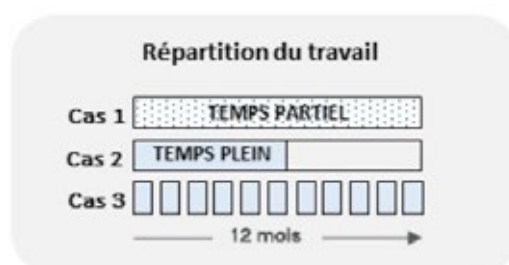 Répartition du travail
Cas 1 TEMPS PARTIEL
Cas 2 TEMPS PLEIN
Cas 3
12 mois